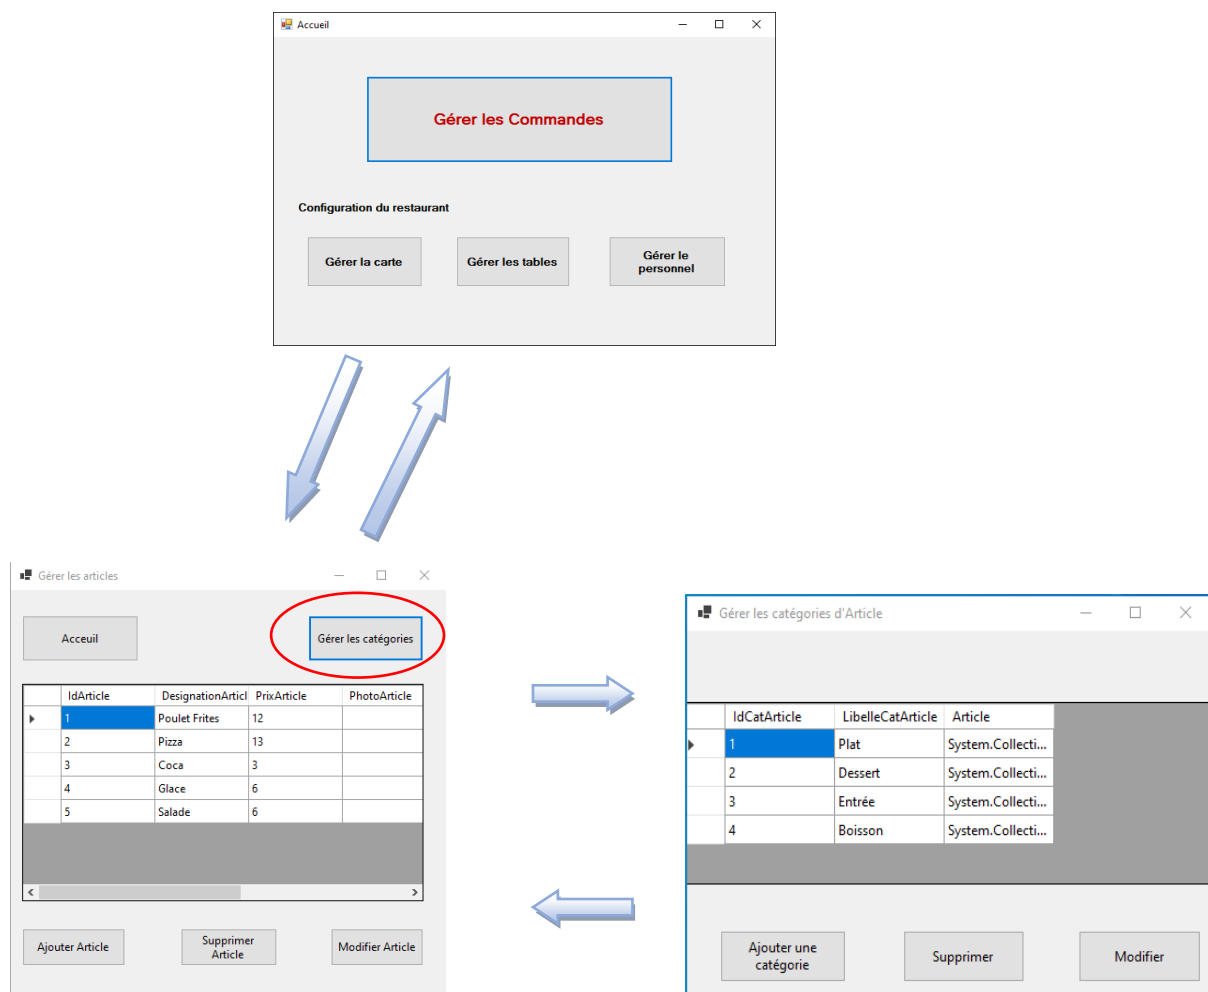 Accueil
Gérer les Commandes
Configuration du restaurant
Gérer la carte
Gérer les tables
Gérer le
personnel
Gérer les articles
Acceuil
Gérer les catégories
IdArticle DesignationArticl PrixArticle PhotoArticle
1 Poulet Frites 12
2 Pizza 13
3 Coca 3
4 Glace 6
5 Salade 6
Ajouter Article
Supprimer
Article
Modifier Article
Gérer les catégories d'Article
IdCatArticle LibelleCatArticle Article
1 Plat System.Collecti...
2 Dessert System.Collecti...
3 Entrée System.Collecti...
4 Boisson System.Collecti...
Ajouter une
catégorie
Supprimer
Modifier